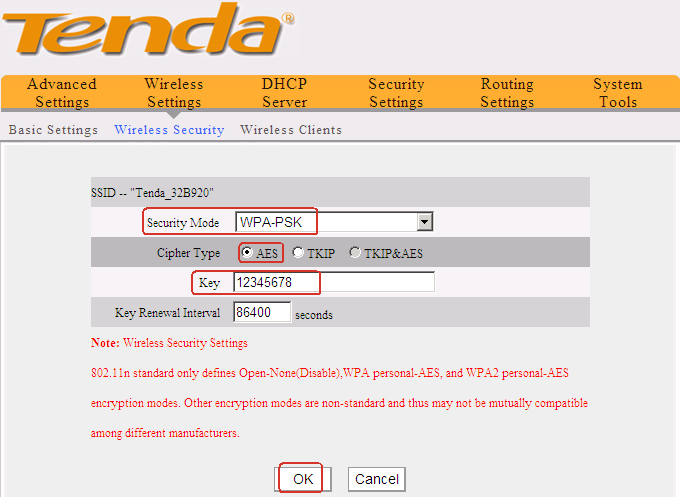 Tenda®
Advanced Settings
Wireless Settings
DHCP Server
Security Settings
Routing Settings
System Tools
Basic Settings Wireless Security Wireless Clients
SSID -- "Tenda_32B920"
Security Mode WPA-PSK
Cipher Type AES TKIP TKIP&AES
Key 12345678
Key Renewal Interval 86400 seconds
Note: Wireless Security Settings
802.11n standard only defines Open-None(Disable),WPA personal-AES, and WPA2 personal-AES
encryption modes. Other encryption modes are non-standard and thus may not be mutually compatible
among different manufacturers.
OK Cancel